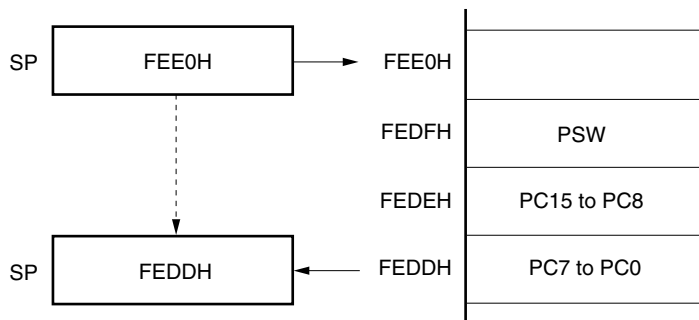 SP FEE0H FEE0H
FEDFH PSW
FEDEH PC15 to PC8
SP FEDDH FEDDH PC7 to PC0